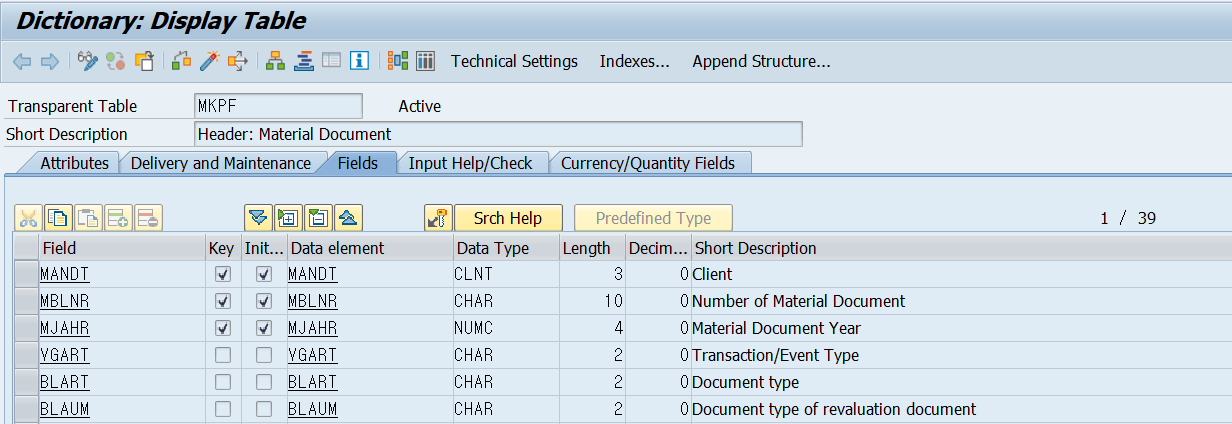 Dictionary: Display Table
Technical Settings Indexes... Append Structure...
Transparent Table MKPF Active
Short Description Header: Material Document
Attributes Delivery and Maintenance Fields Input Help/Check Currency/Quantity Fields
Srch Help Predefined Type 1 / 39
Field Key Init... Data element Data Type Length Decim... Short Description
MANDT MANDT CLNT 3 0 Client
MBLNR MBLNR CHAR 10 0 Number of Material Document
MJAHR MJAHR NUMC 4 0 Material Document Year
VGART VGART CHAR 2 0 Transaction/Event Type
BLART BLART CHAR 2 0 Document type
BLAUM BLAUM CHAR 2 0 Document type of revaluation document